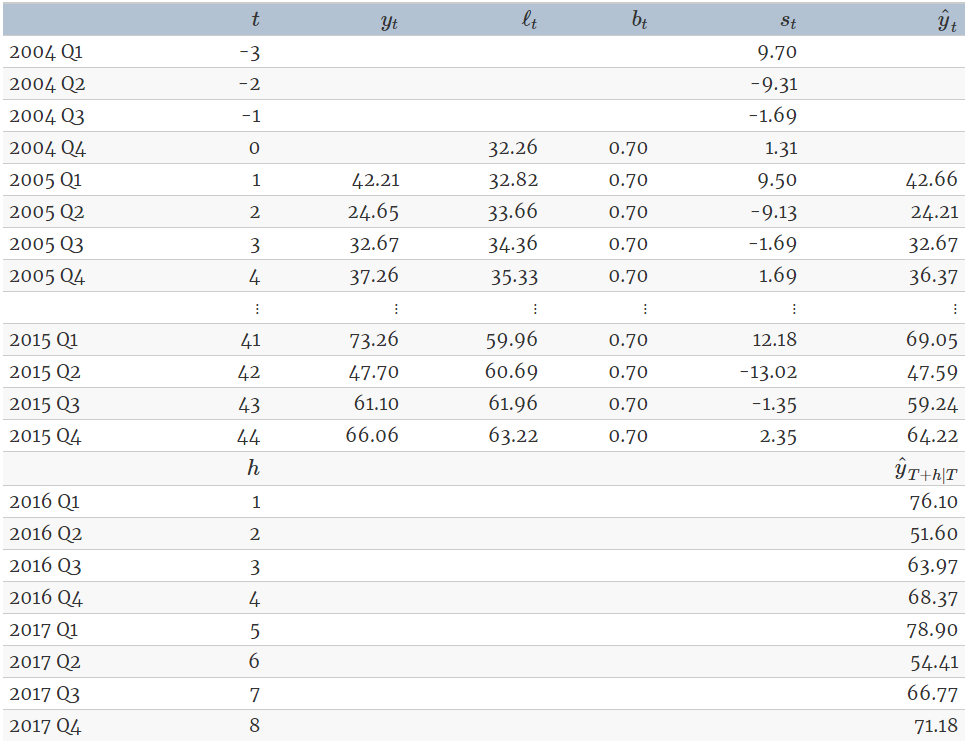 t yₜ ℓₜ bₜ sₜ ŷₜ
2004 Q1 -3 9.70
2004 Q2 -2 -9.31
2004 Q3 -1 -1.69
2004 Q4 0 32.26 0.70 1.31
2005 Q1 1 42.21 32.82 0.70 9.50 42.66
2005 Q2 2 24.65 33.66 0.70 -9.13 24.21
2005 Q3 3 32.67 34.36 0.70 -1.69 32.67
2005 Q4 4 37.26 35.33 0.70 1.69 36.37
⋮ ⋮ ⋮ ⋮ ⋮ ⋮
2015 Q1 41 73.26 59.96 0.70 12.18 69.05
2015 Q2 42 47.70 60.69 0.70 -13.02 47.59
2015 Q3 43 61.10 61.96 0.70 -1.35 59.24
2015 Q4 44 66.06 63.22 0.70 2.35 64.22
h ŷ_{T+h|T}
2016 Q1 1 76.10
2016 Q2 2 51.60
2016 Q3 3 63.97
2016 Q4 4 68.37
2017 Q1 5 78.90
2017 Q2 6 54.41
2017 Q3 7 66.77
2017 Q4 8 71.18